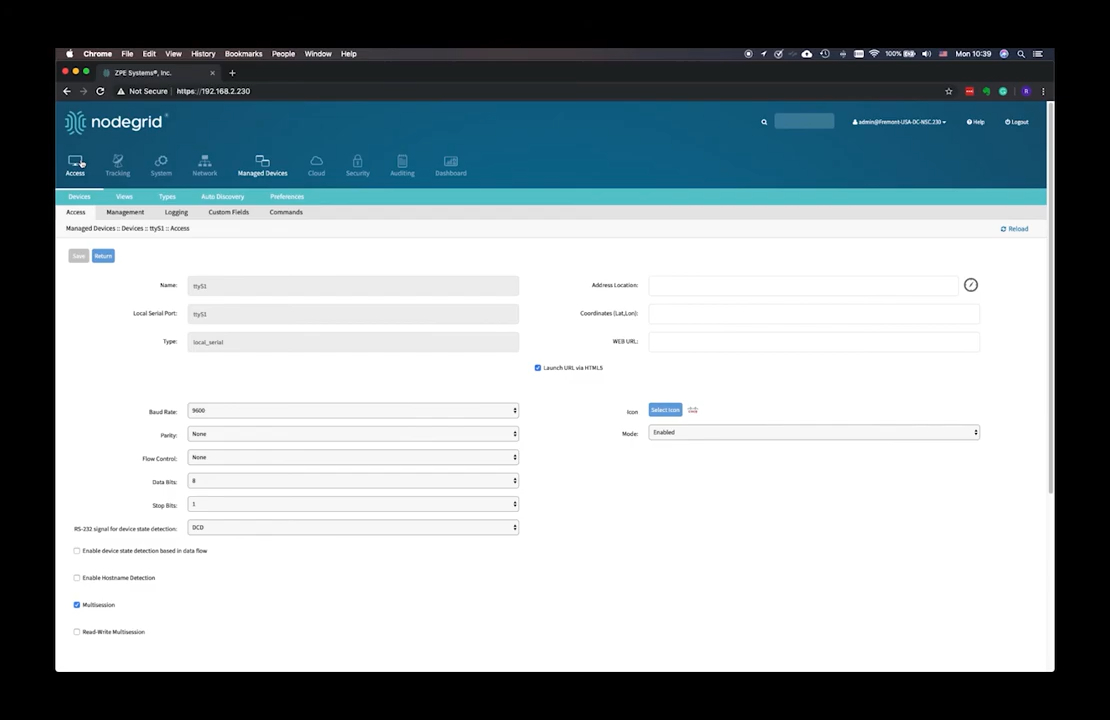 Chrome File Edit View History Bookmarks People Window Help 100% Mon 10:39
ZPE Systems®, Inc.
Not Secure https://192.168.2.230
nodegrid admin@Fremont-USA-DC-NSC.230 Help Logout
Access Tracking System Network Managed Devices Cloud Security Auditing Dashboard
Devices Views Types Auto Discovery Preferences
Access Management Logging Custom Fields Commands
Managed Devices :: Devices :: ttyS1 :: Access Reload
Save Return
Name: ttyS1 Address Location:
Local Serial Port: ttyS1 Coordinates (Lat,Lon):
Type: local_serial WEB URL:
Launch URL via HTML5
Baud Rate: 9600 Icon Select Icon
Parity: None Mode: Enabled
Flow Control: None
Data Bits: 8
Stop Bits: 1
RS-232 signal for device state detection: DCD
Enable device state detection based in data flow
Enable Hostname Detection
Multisession
Read-Write Multisession